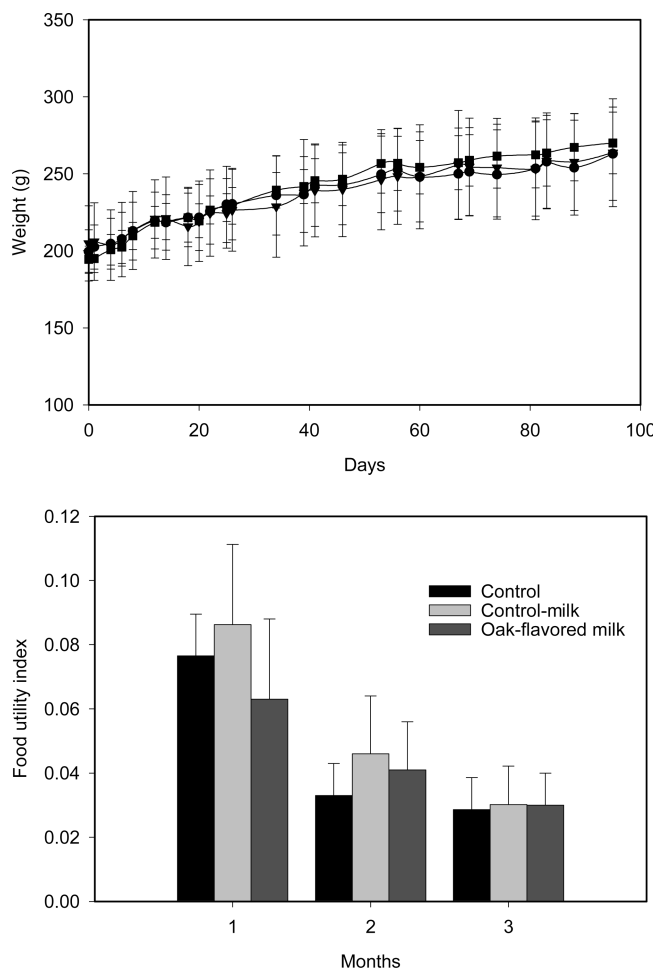 350
300
250
200
150
100
Weight (g)
0 20 40 60 80 100
Days
0.12
0.10
0.08
0.06
0.04
0.02
0.00
Food utility index
Control
Control-milk
Oak-flavored milk
1 2 3
Months